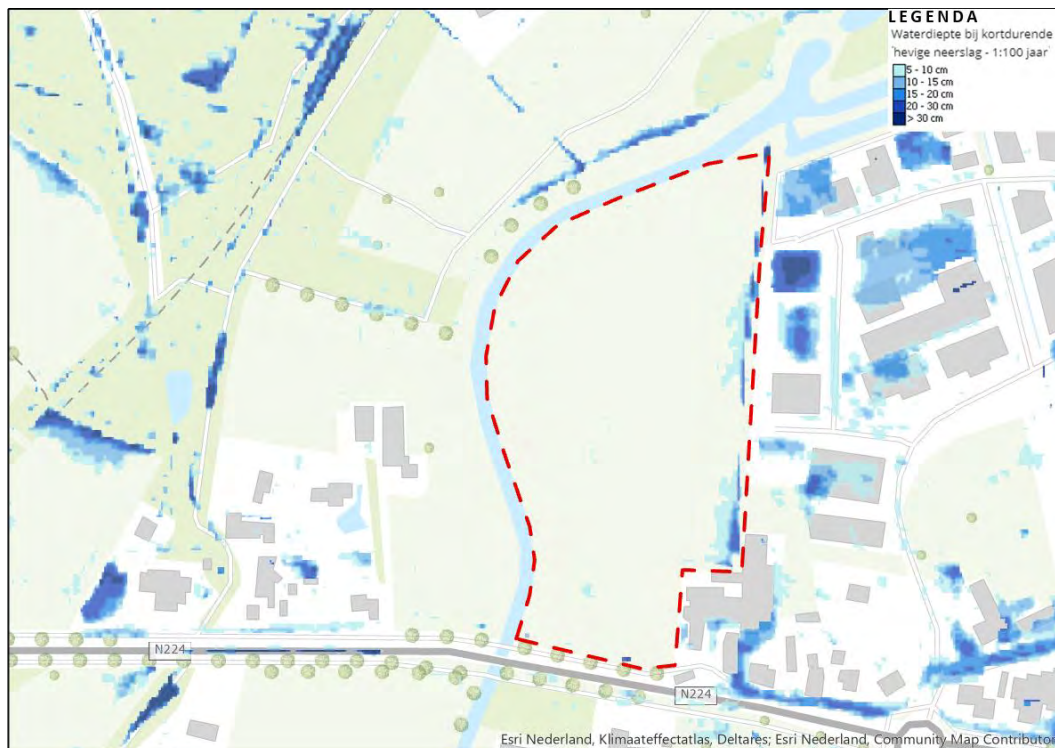 LEGENDA
Waterdiepte bij kortdurende
hevige neerslag - 1:100 jaar
5 - 10 cm
10 - 15 cm
15 - 20 cm
20 - 30 cm
> 30 cm
N224
N224
Esri Nederland, Klimaateffectatlas, Deltares; Esri Nederland, Community Map Contributo